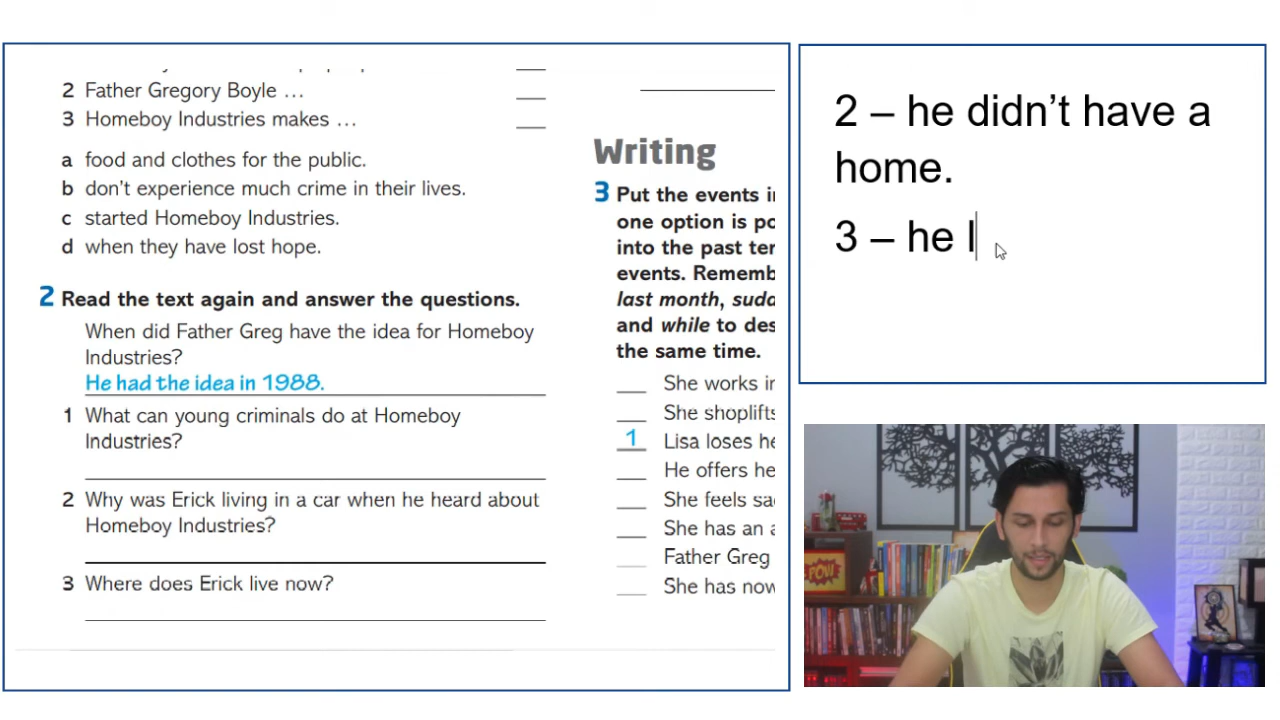 2 Father Gregory Boyle …
3 Homeboy Industries makes …
a food and clothes for the public.
b don't experience much crime in their lives.
c started Homeboy Industries.
d when they have lost hope.
2 Read the text again and answer the questions.
When did Father Greg have the idea for Homeboy
Industries?
He had the idea in 1988.
1 What can young criminals do at Homeboy
Industries?
2 Why was Erick living in a car when he heard about
Homeboy Industries?
3 Where does Erick live now?
Writing
3 Put the events i
one option is po
into the past ter
events. Rememb
last month, sudd
and while to des
the same time.
She works in
She shoplifts
1 Lisa loses he
He offers he
She feels sa
She has an a
Father Greg
She has now
2 – he didn't have a
home.
3 – he l
POW